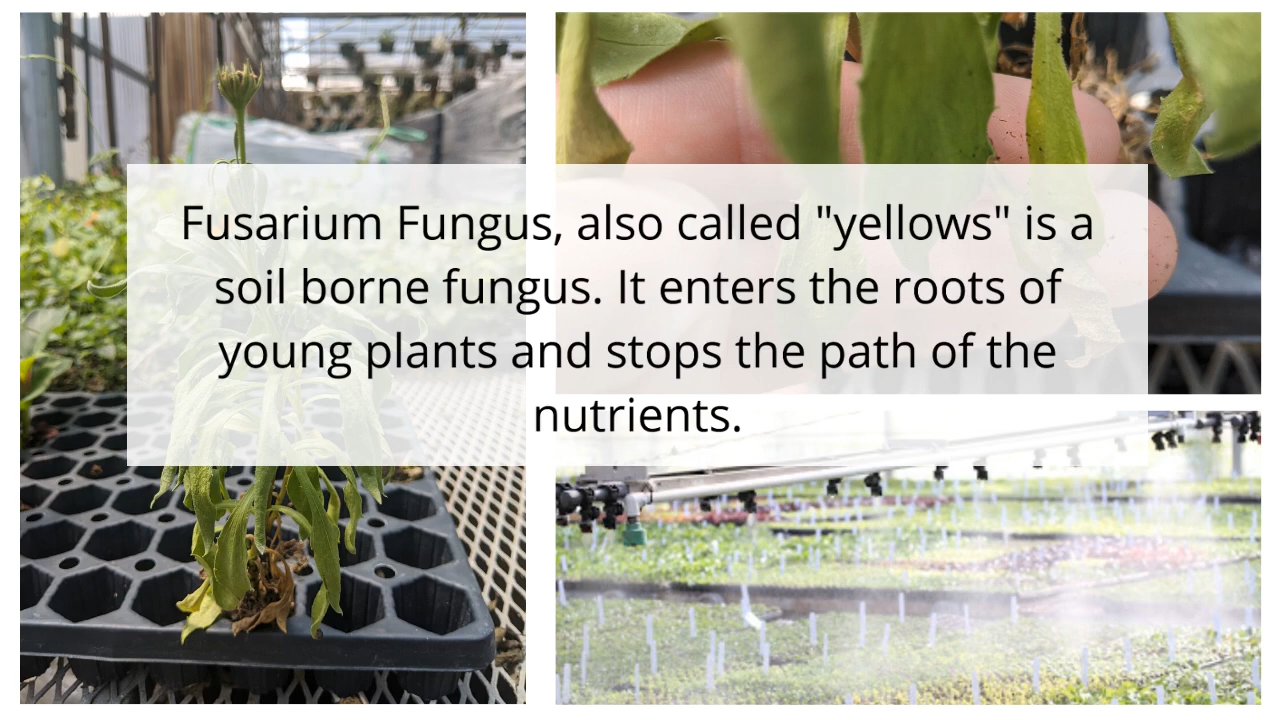 Fusarium Fungus, also called "yellows" is a
soil borne fungus. It enters the roots of
young plants and stops the path of the
nutrients.